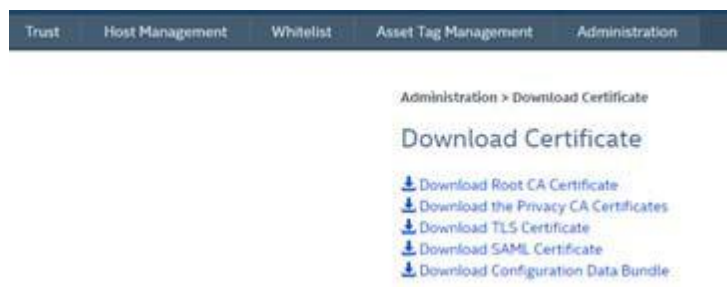 Trust Host Management Whitelist Asset Tag Management Administration
Administration > Download Certificate
Download Certificate
Download Root CA Certificate
Download the Privacy CA Certificates
Download TLS Certificate
Download SAML Certificate
Download Configuration Data Bundle